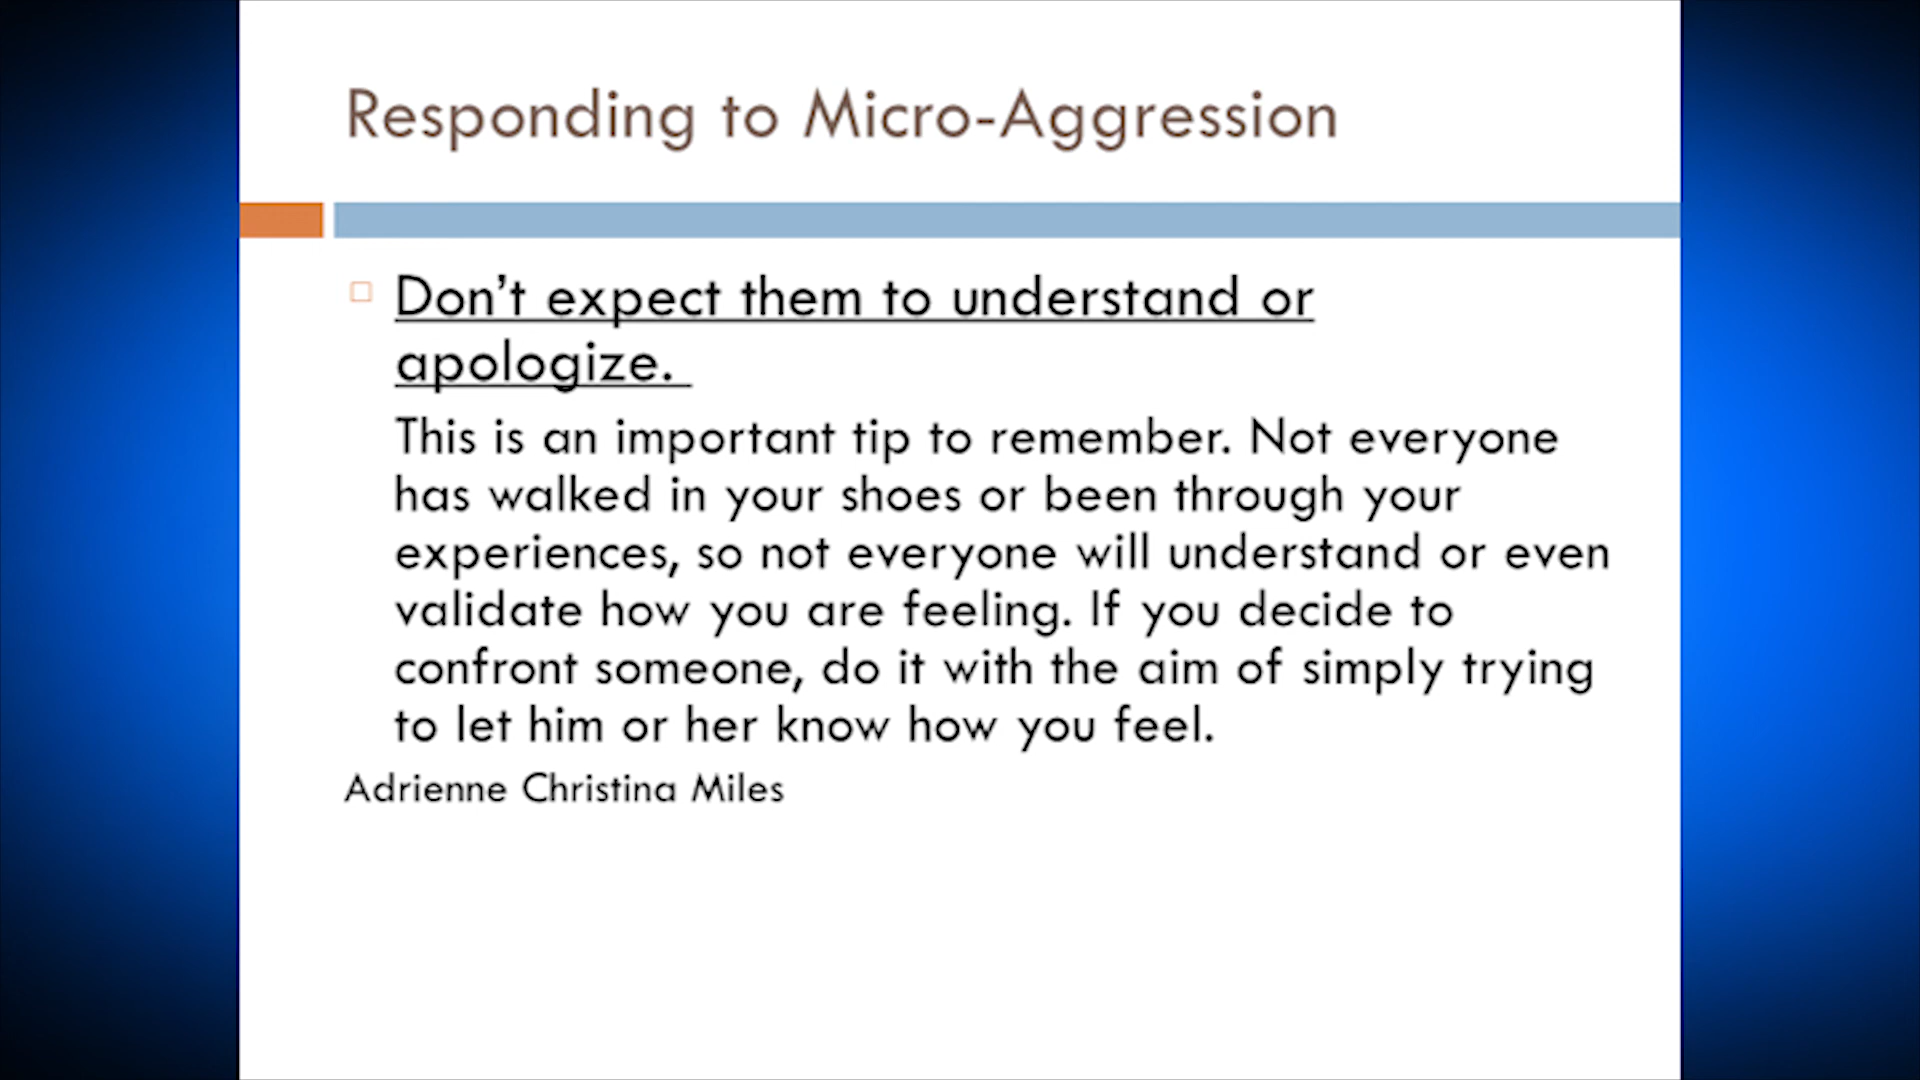 Responding to Micro-Aggression
Don't expect them to understand or
apologize.
This is an important tip to remember. Not everyone
has walked in your shoes or been through your
experiences, so not everyone will understand or even
validate how you are feeling. If you decide to
confront someone, do it with the aim of simply trying
to let him or her know how you feel.
Adrienne Christina Miles